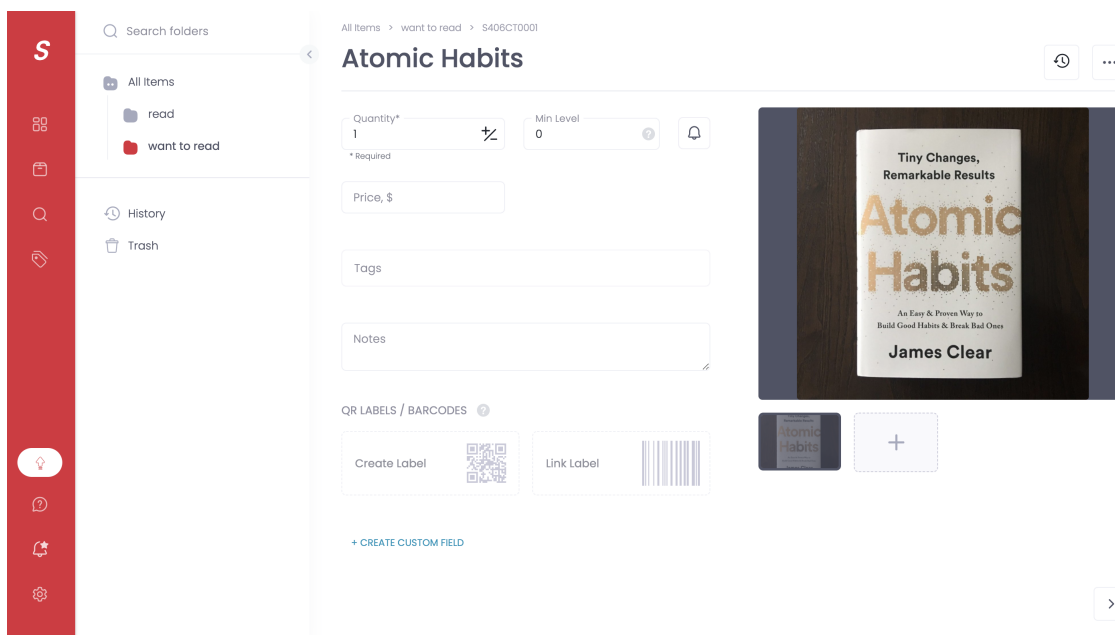 S
Search folders
All Items
read
want to read
History
Trash
All Items > want to read > S406CT0001
Atomic Habits
Quantity*
1
* Required
Min Level
0
?
Price, $
Tags
Notes
QR LABELS / BARCODES ?
Create Label
Link Label
+ CREATE CUSTOM FIELD
Tiny Changes,
Remarkable Results
Atomic
Habits
An Easy & Proven Way to
Build Good Habits & Break Bad Ones
James Clear
Atomic
Habits